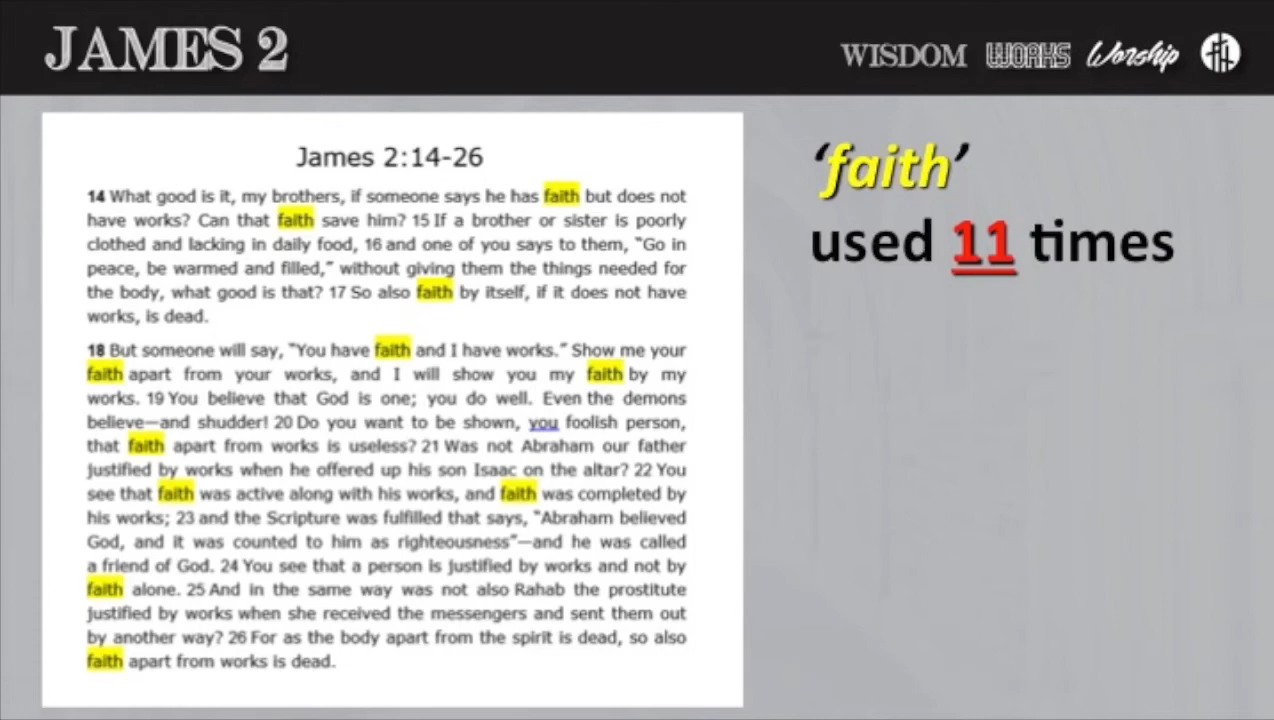 JAMES 2
WISDOM WORKS Worship
James 2:14-26
14 What good is it, my brothers, if someone says he has faith but does not
have works? Can that faith save him? 15 If a brother or sister is poorly
clothed and lacking in daily food, 16 and one of you says to them, “Go in
peace, be warmed and filled,” without giving them the things needed for
the body, what good is that? 17 So also faith by itself, if it does not have
works, is dead.
18 But someone will say, “You have faith and I have works.” Show me your
faith apart from your works, and I will show you my faith by my
works. 19 You believe that God is one; you do well. Even the demons
believe—and shudder! 20 Do you want to be shown, you foolish person,
that faith apart from works is useless? 21 Was not Abraham our father
justified by works when he offered up his son Isaac on the altar? 22 You
see that faith was active along with his works, and faith was completed by
his works; 23 and the Scripture was fulfilled that says, “Abraham believed
God, and it was counted to him as righteousness”—and he was called
a friend of God. 24 You see that a person is justified by works and not by
faith alone. 25 And in the same way was not also Rahab the prostitute
justified by works when she received the messengers and sent them out
by another way? 26 For as the body apart from the spirit is dead, so also
faith apart from works is dead.
‘faith’
used 11 times